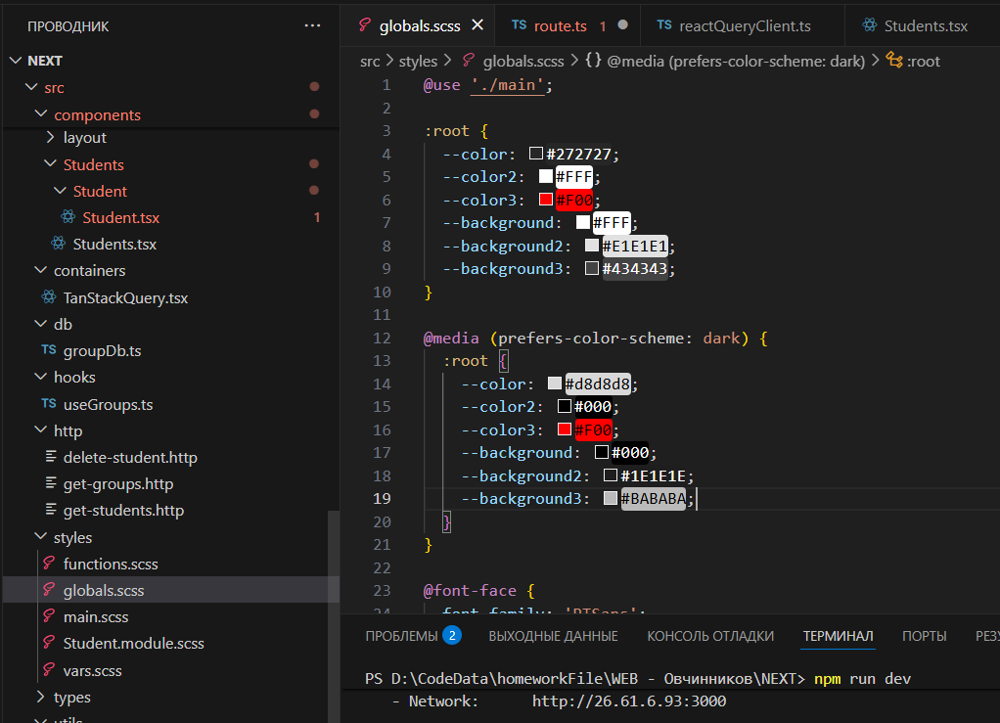 ПРОВОДНИК
NEXT
src
components
layout
Students
Student
Student.tsx 1
Students.tsx
containers
TanStackQuery.tsx
db
TS groupDb.ts
hooks
TS useGroups.ts
http
delete-student.http
get-groups.http
get-students.http
styles
functions.scss
globals.scss
main.scss
Student.module.scss
vars.scss
types
utils
globals.scss
TS route.ts 1
TS reactQueryClient.ts
Students.tsx
src > styles > globals.scss > {} @media (prefers-color-scheme: dark) > :root
1 @use './main';
2
3 :root {
4 --color: #272727;
5 --color2: #FFF;
6 --color3: #F00;
7 --background: #FFF;
8 --background2: #E1E1E1;
9 --background3: #434343;
10 }
11
12 @media (prefers-color-scheme: dark) {
13 :root {
14 --color: #d8d8d8;
15 --color2: #000;
16 --color3: #F00;
17 --background: #000;
18 --background2: #1E1E1E;
19 --background3: #BABABA;
20 }
21 }
22
23 @font-face {
24 font-family: 'PTSans';
ПРОБЛЕМЫ 2 ВЫХОДНЫЕ ДАННЫЕ КОНСОЛЬ ОТЛАДКИ ТЕРМИНАЛ ПОРТЫ
PS D:\CodeData\homeworkFile\WEB - Овчинников\NEXT> npm run dev
- Network: http://26.61.6.93:3000